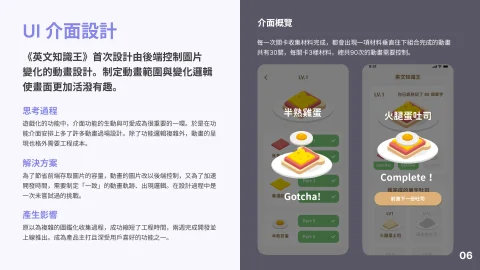 UI 介面設計
《英文知識王》首次設計由後端控制圖片
變化的動畫設計。制定動畫範圍與變化邏輯
使畫面更加活潑有趣。
思考過程
遊戲化的功能中，介面功能的生動與可愛成為很重要的一環。於是在功
能介面安排上多了許多動畫過場設計。除了功能邏輯複雜外，動畫的呈
現也格外需要工程成本。
解決方案
為了節省前端存取圖片的容量，動畫的圖片改以後端控制，又為了加速
開發時間，需要制定「一致」的動畫軌跡、出現邏輯。在設計過程中是
一次未嘗試過的挑戰。
產生影響
原以為複雜的圖鑑化收集過程，成功縮短了工程時間，兩週完成開發並
上線推出。成為產品主打且深受用戶喜好的功能之一。
介面概覽
每一次關卡收集材料完成，都會出現一項材料垂直往下組合完成的動畫
共有30關，每關卡3樣材料，總共90次的動畫需要控制。
LV.1
半熟雞蛋
Gotcha!
英文知識王
LV.1
火腿蛋吐司
Complete！
06